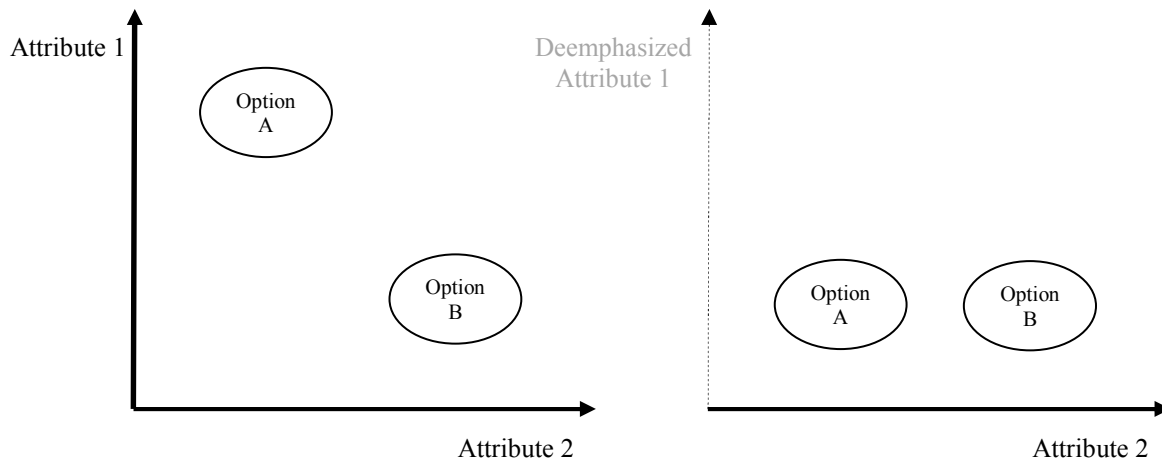 Attribute 1
Option
A
Option
B
Attribute 2
Deemphasized
Attribute 1
Option
A
Option
B
Attribute 2